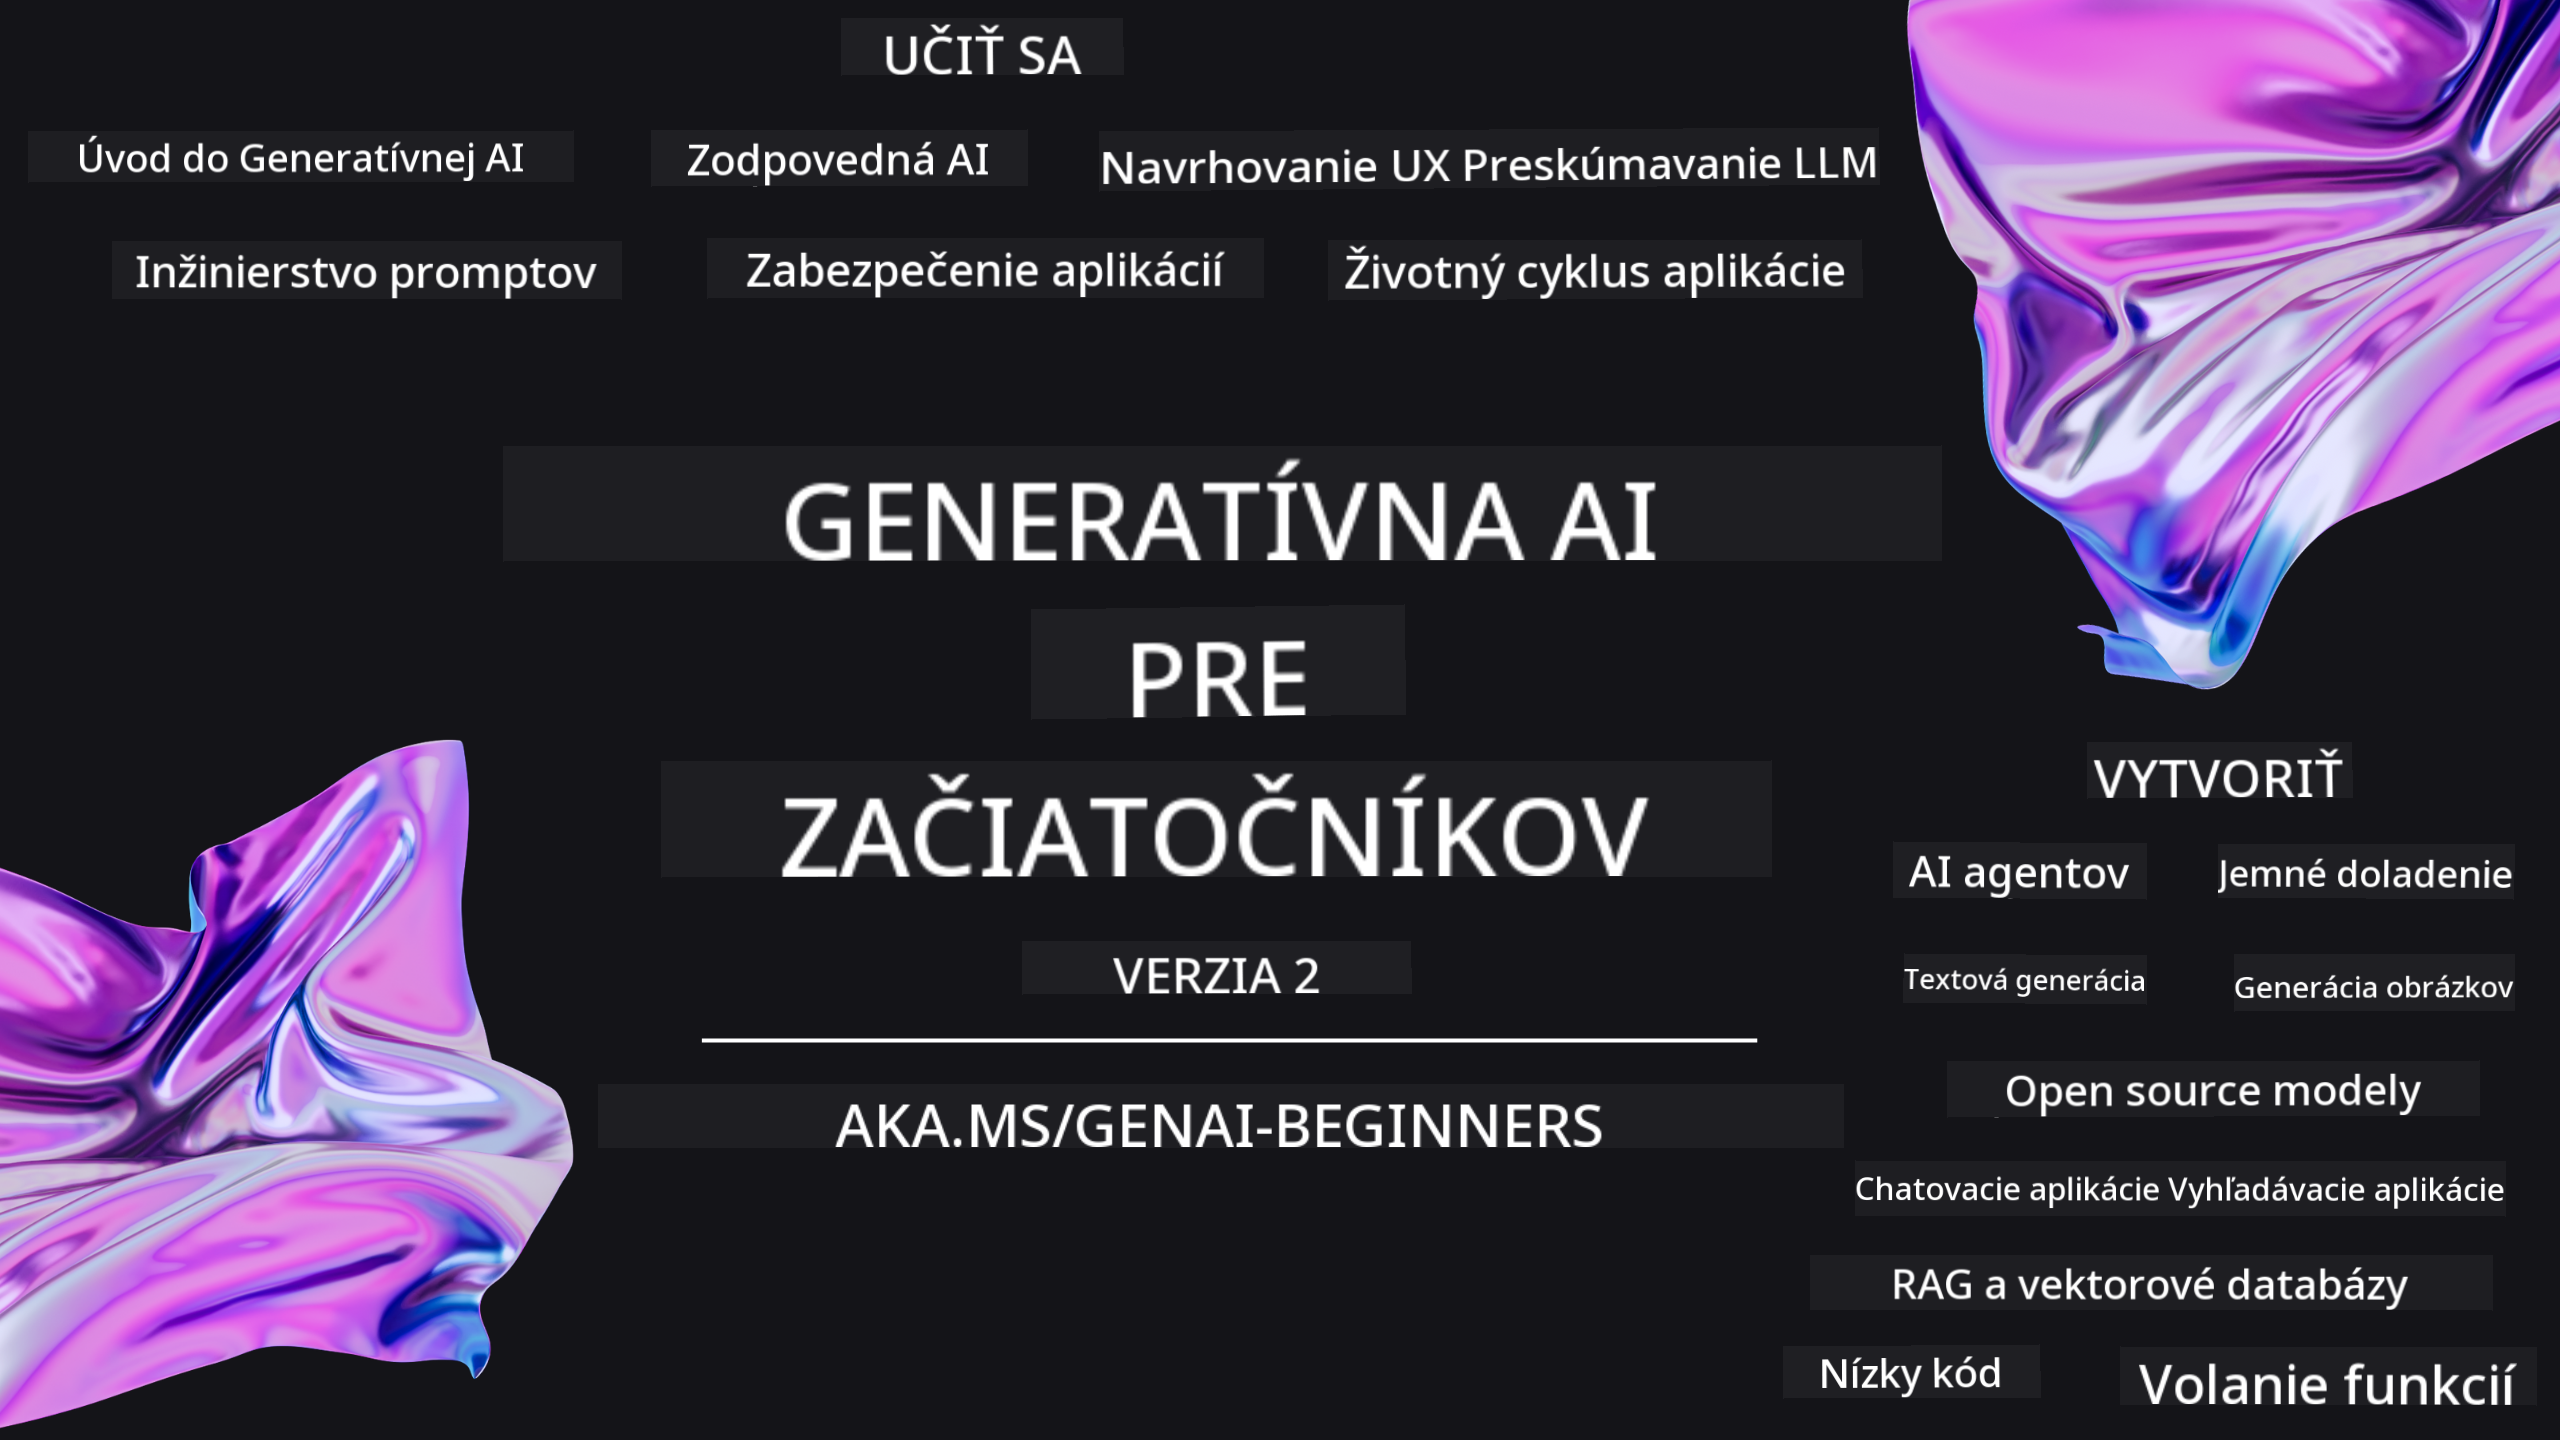 UČIŤ SA
Úvod do Generatívnej AI
Zodpovedná AI
Navrhovanie UX Preskúmavanie LLM
Inžinierstvo promptov
Zabezpečenie aplikácií
Životný cyklus aplikácie
GENERATÍVNA AI
PRE
ZAČIATOČNÍKOV
VERZIA 2
AKA.MS/GENAI-BEGINNERS
VYTVORIŤ
AI agentov
Jemné doladenie
Textová generácia
Generácia obrázkov
Open source modely
Chatovacie aplikácie Vyhľadávacie aplikácie
RAG a vektorové databázy
Nízky kód
Volanie funkcií